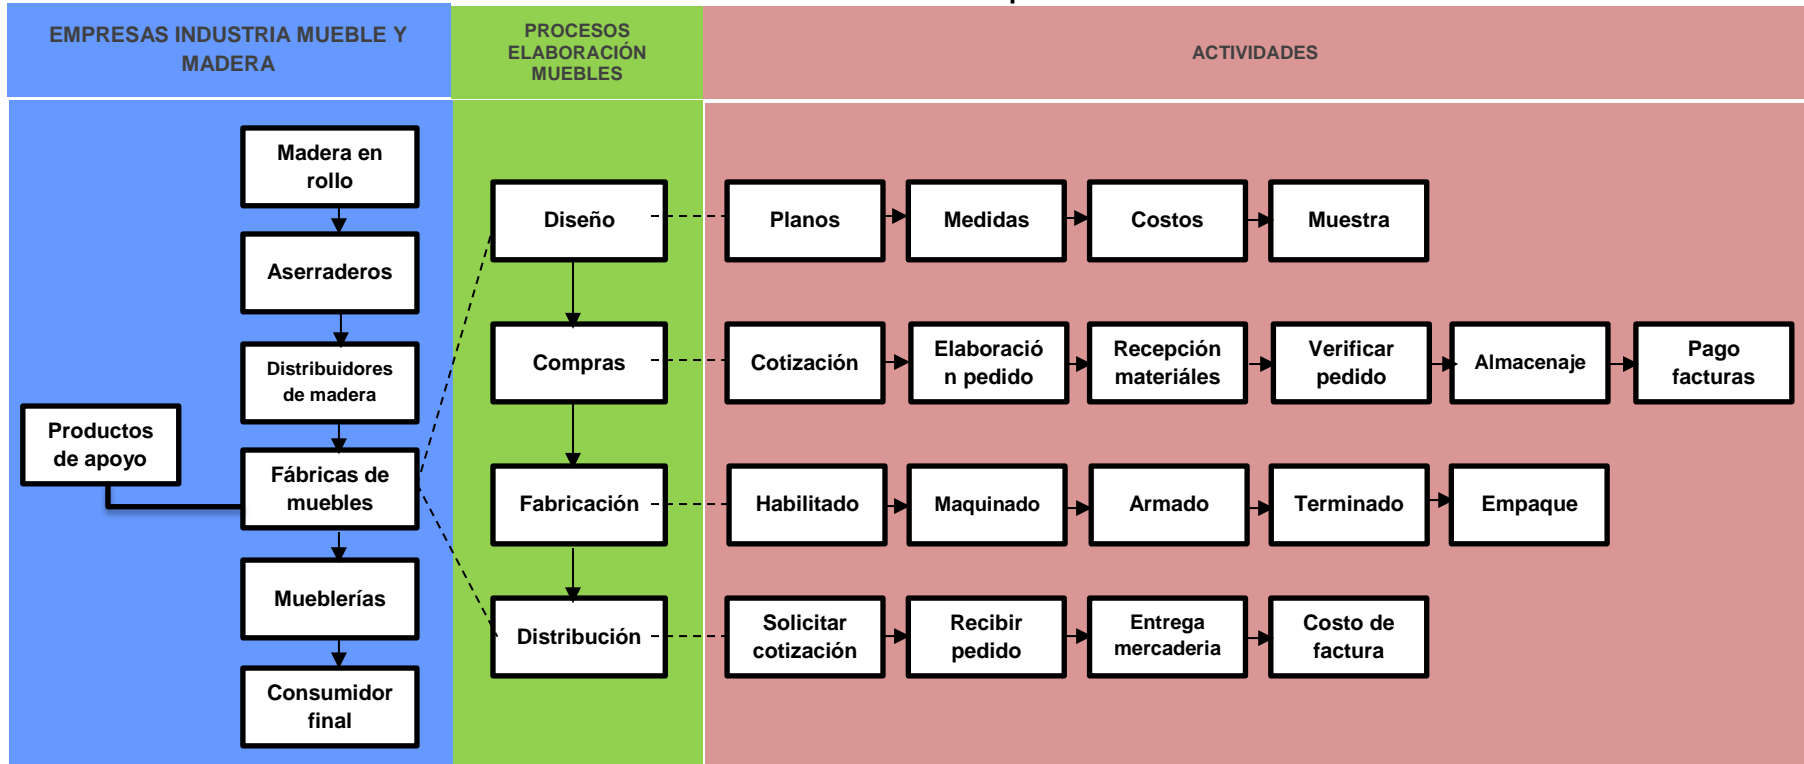 EMPRESAS INDUSTRIA MUEBLE Y
MADERA
PROCESOS
ELABORACIÓN
MUEBLES
ACTIVIDADES
Madera en
rollo
Aserraderos
Distribuidores
de madera
Productos
de apoyo
Fábricas de
muebles
Mueblerías
Consumidor
final
Diseño
Compras
Fabricación
Distribución
Planos
Medidas
Costos
Muestra
Cotización
Elaboració
n pedido
Recepción
materiáles
Verificar
pedido
Almacenaje
Pago
facturas
Habilitado
Maquinado
Armado
Terminado
Empaque
Solicitar
cotización
Recibir
pedido
Entrega
mercaderia
Costo de
factura